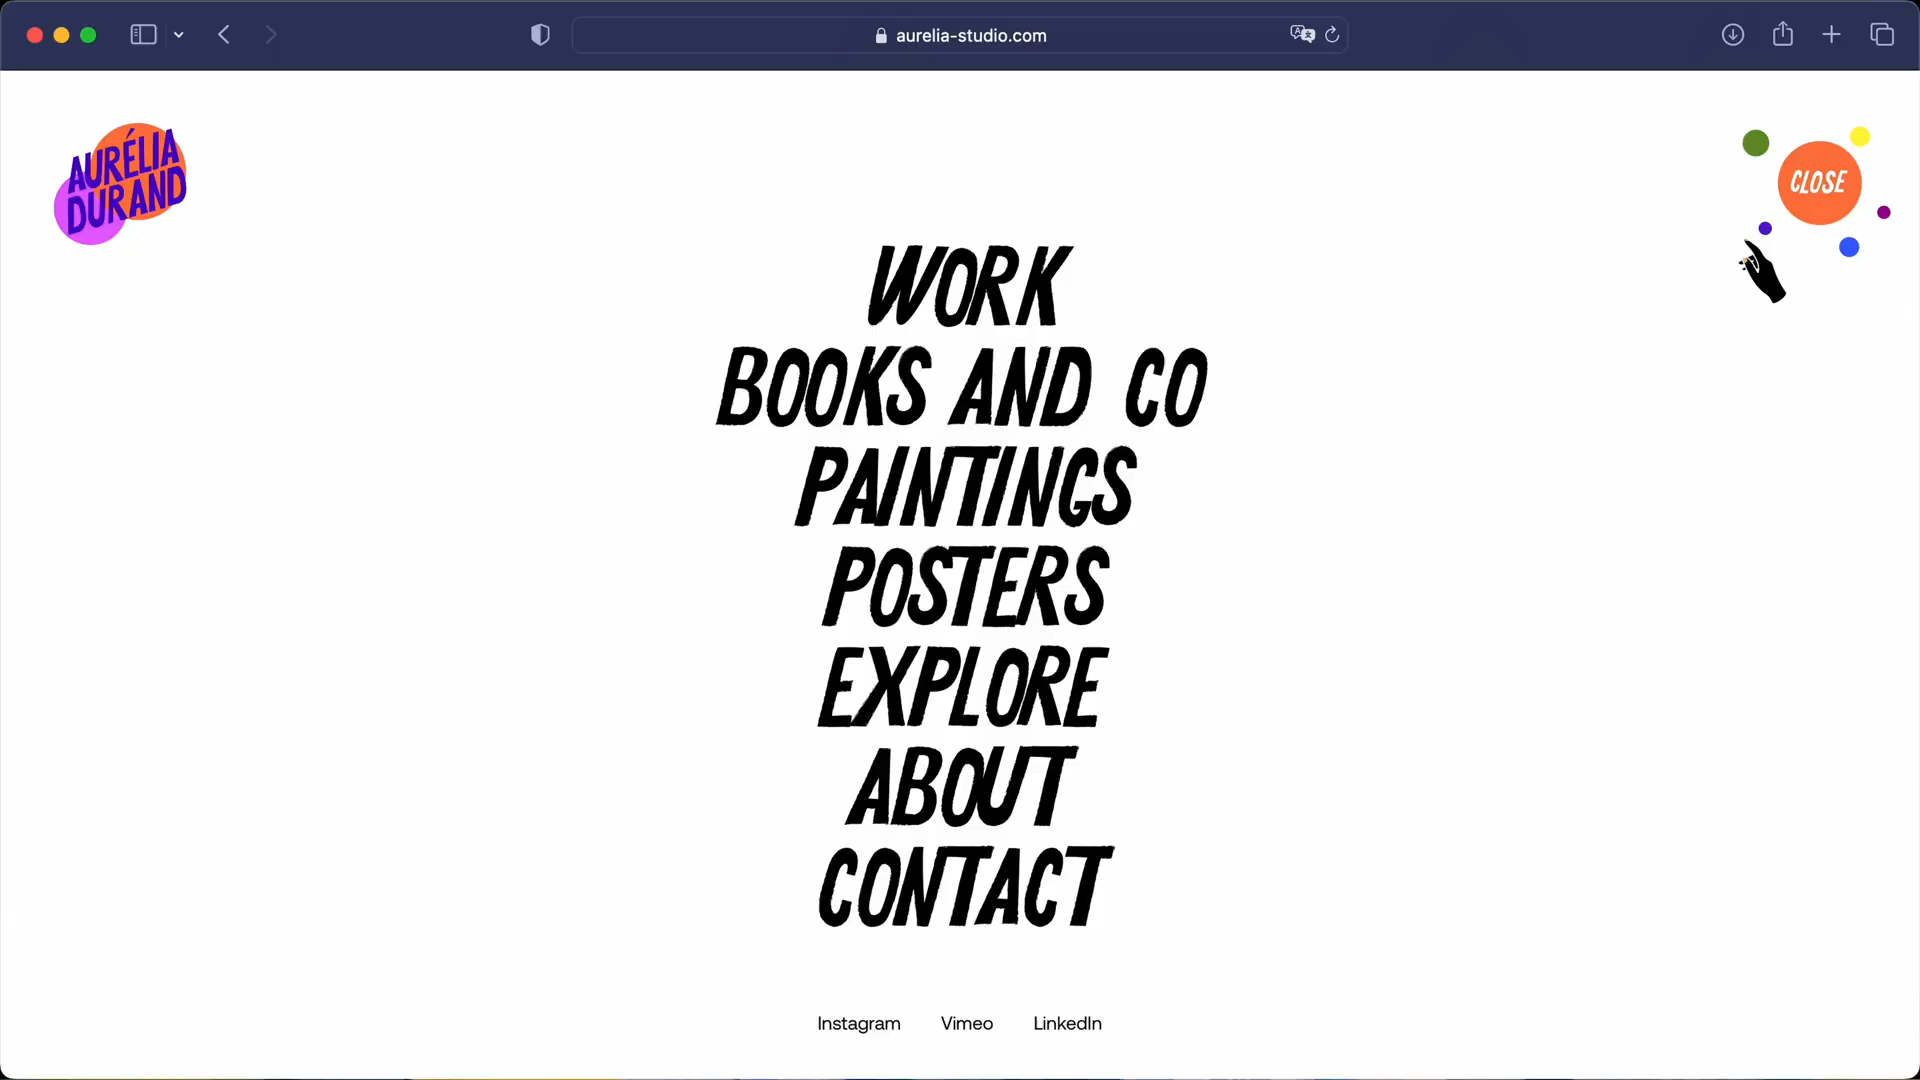 aurelia-studio.com
AURÉLIA
DURAND
CLOSE
WORK
BOOKS AND CO
PAINTINGS
POSTERS
EXPLORE
ABOUT
CONTACT
Instagram Vimeo LinkedIn